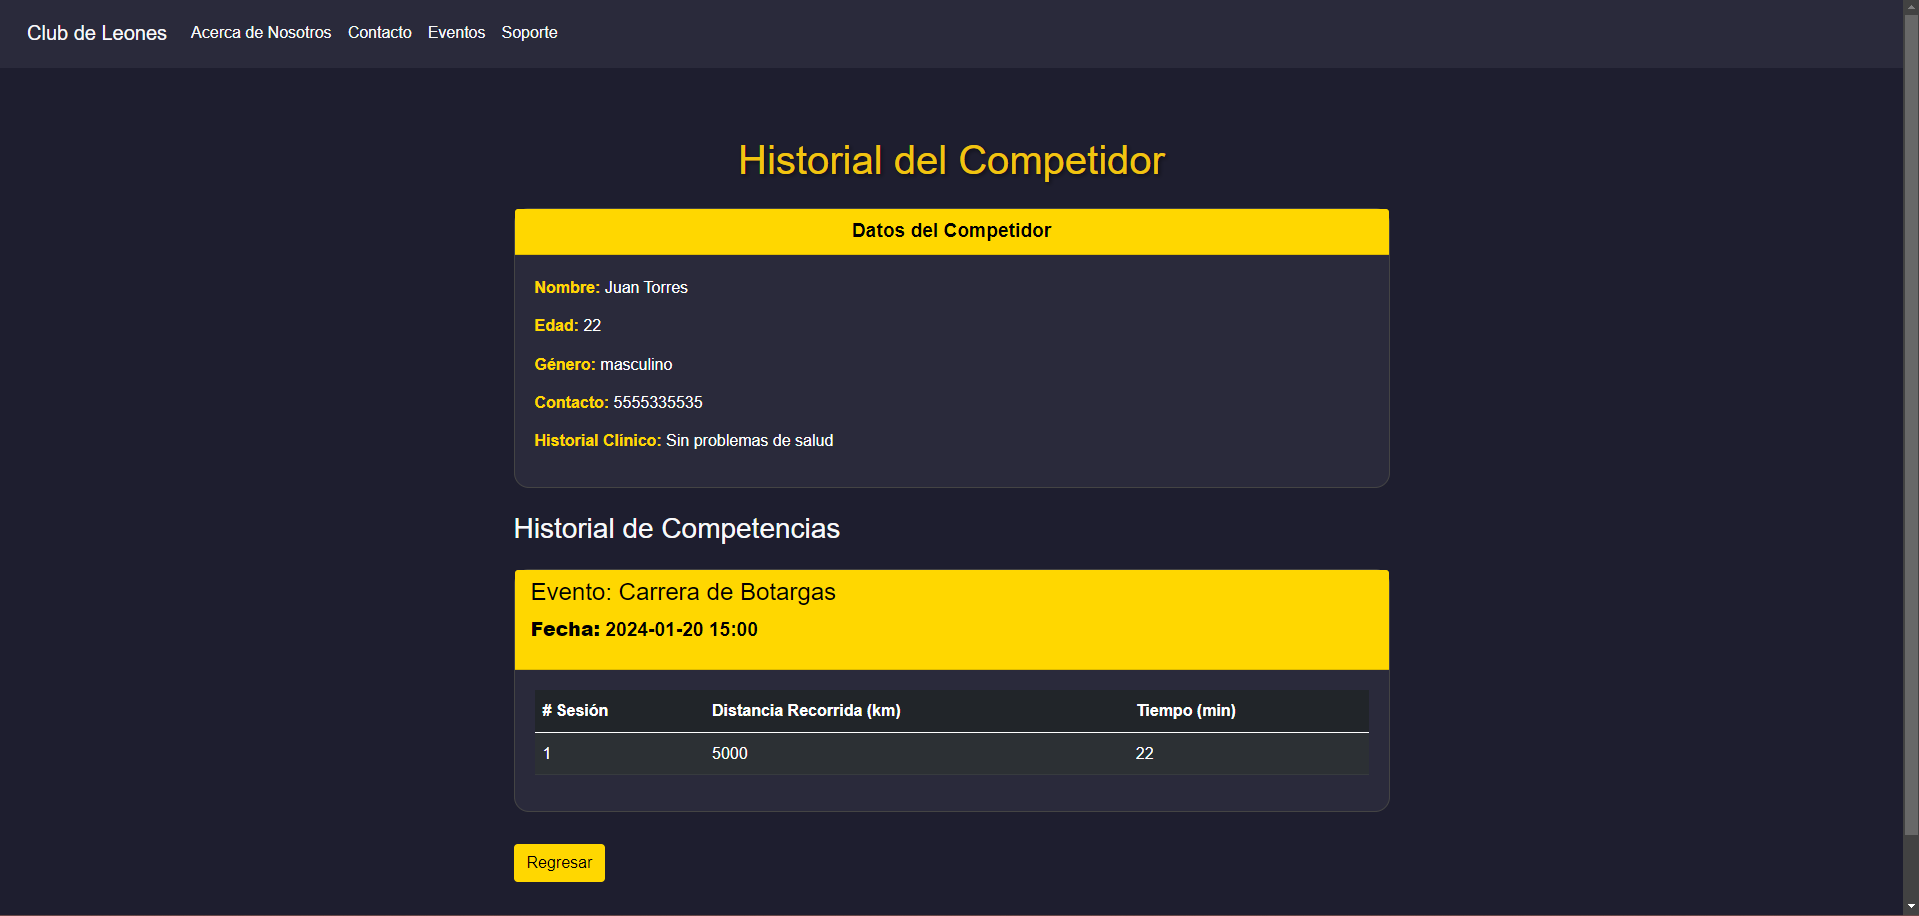 Club de Leones Acerca de Nosotros Contacto Eventos Soporte
Historial del Competidor
Datos del Competidor
Nombre: Juan Torres
Edad: 22
Género: masculino
Contacto: 5555335535
Historial Clínico: Sin problemas de salud
Historial de Competencias
Evento: Carrera de Botargas
Fecha: 2024-01-20 15:00
# Sesión Distancia Recorrida (km) Tiempo (min)
1 5000 22
Regresar